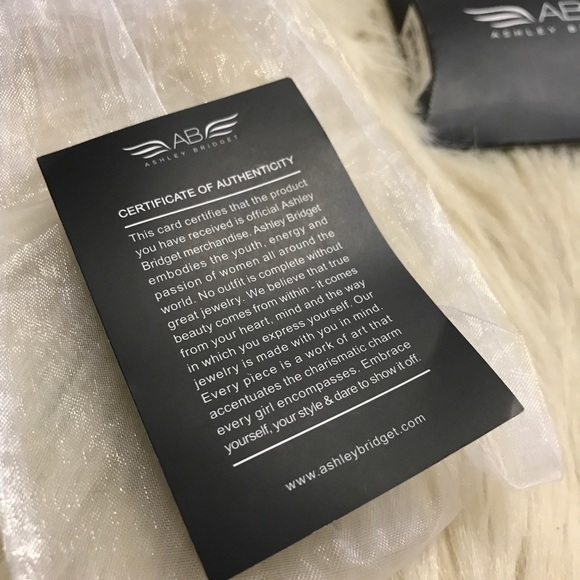 AB
ASHLEY BRIDGET
CERTIFICATE OF AUTHENTICITY
This card certifies that the product
you have received is official Ashley
Bridget merchandise. Ashley Bridget
embodies the youth, energy and
passion of women all around the
world. No outfit is complete without
great jewelry. We believe that true
beauty comes from within - it comes
from your heart, mind and the way
in which you express yourself. Our
jewelry is made with you in mind.
Every piece is a work of art that
accentuates the charismatic charm
every girl encompasses. Embrace
yourself, your style & dare to show it off.
www.ashleybridget.com
AB
ASHLEY B